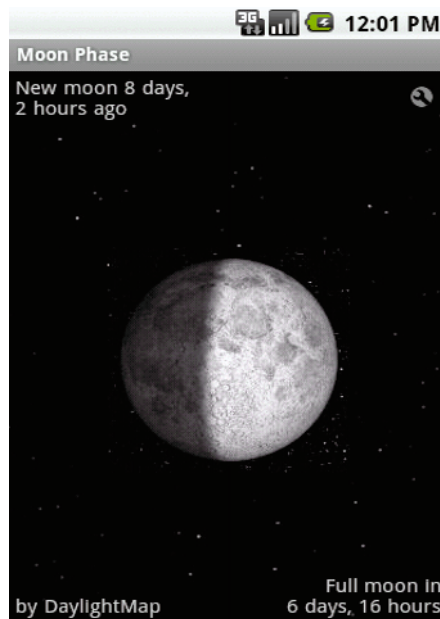 3G 12:01 PM
Moon Phase
New moon 8 days,
2 hours ago
Full moon in
6 days, 16 hours
by DaylightMap